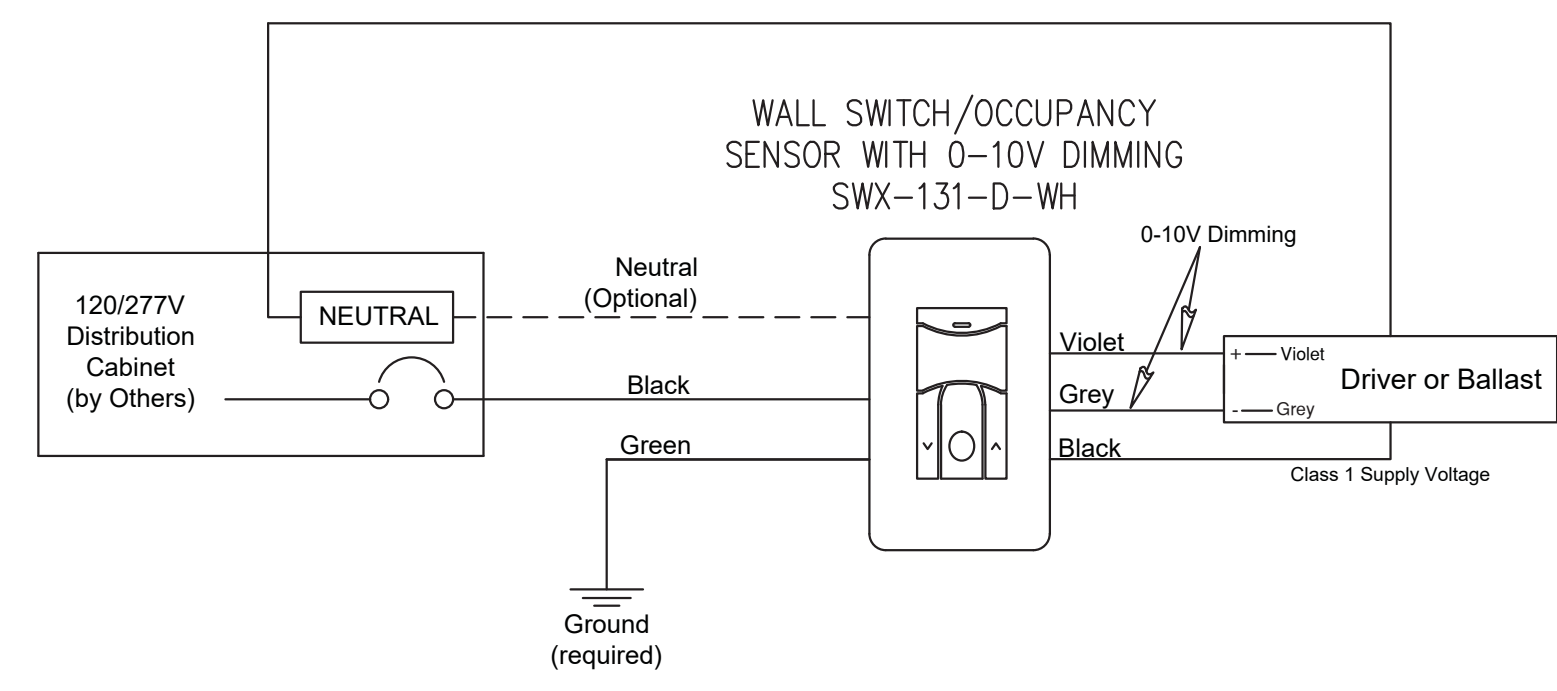 WALL SWITCH/OCCUPANCY
SENSOR WITH 0-10V DIMMING
SWX-131-D-WH
0-10V Dimming
120/277V
Distribution
Cabinet
(by Others)
NEUTRAL
Neutral
(Optional)
Black
Green
Ground
(required)
Violet
Grey
Black
+ Violet
- Grey
Driver or Ballast
Class 1 Supply Voltage